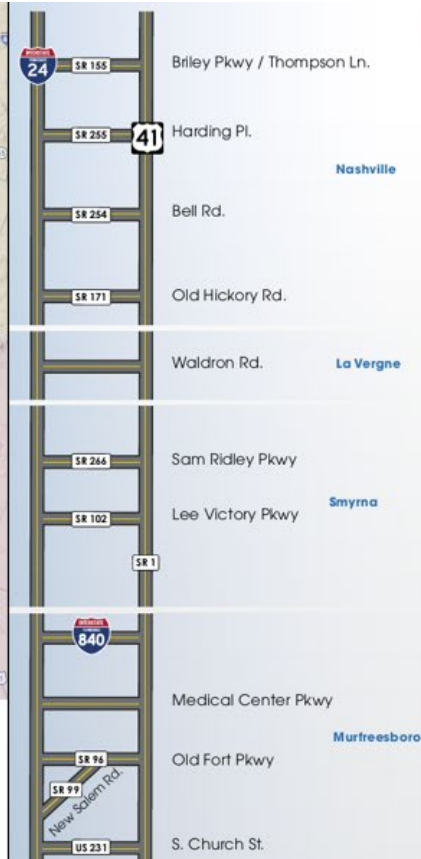 INTERSTATE
24
SR 155
Briley Pkwy / Thompson Ln.
SR 255
41
Harding Pl.
Nashville
SR 254
Bell Rd.
SR 171
Old Hickory Rd.
Waldron Rd.
La Vergne
SR 266
Sam Ridley Pkwy
Smyrna
SR 102
Lee Victory Pkwy
SR 1
INTERSTATE
840
Medical Center Pkwy
Murfreesboro
SR 96
Old Fort Pkwy
SR 99
New Salem Rd.
US 231
S. Church St.